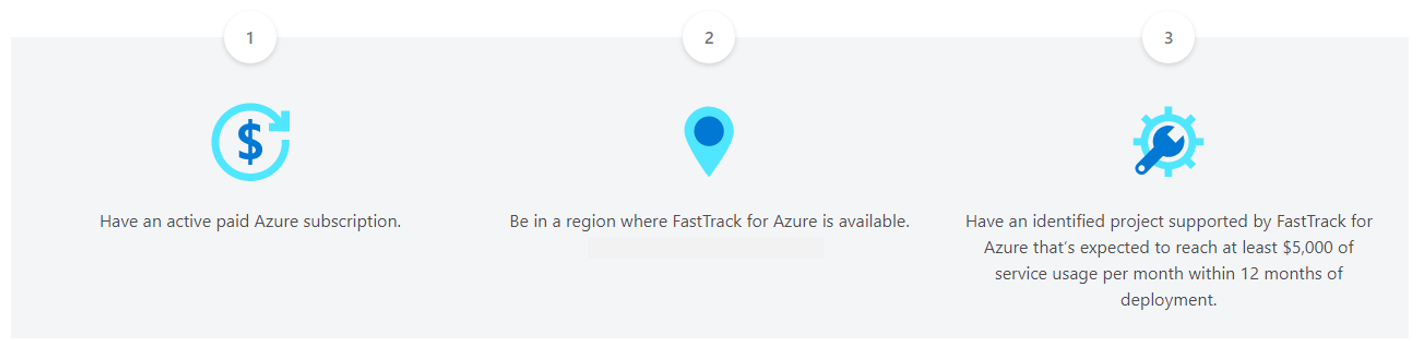 1
2
3
$
Have an active paid Azure subscription.
Be in a region where FastTrack for Azure is available.
Have an identified project supported by FastTrack for
Azure that's expected to reach at least $5,000 of
service usage per month within 12 months of
deployment.